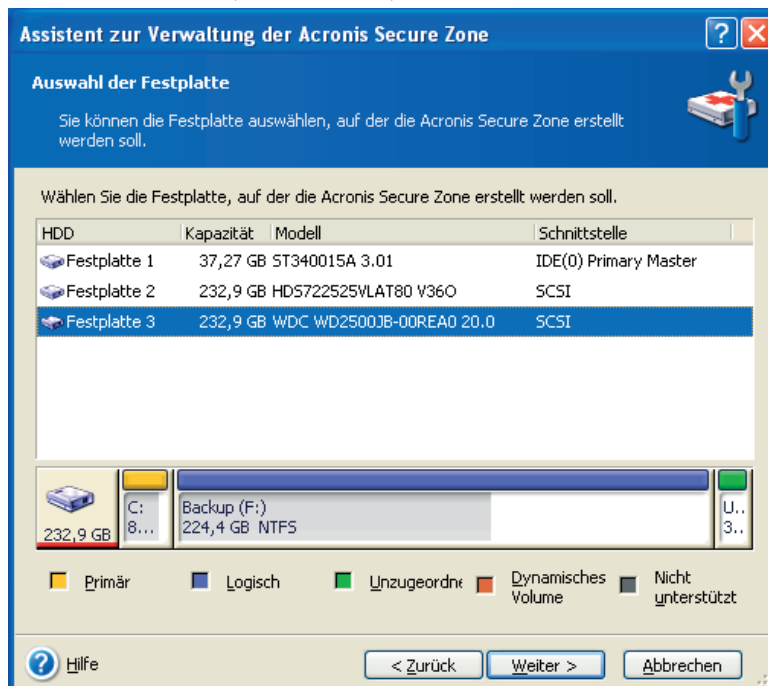 Assistent zur Verwaltung der Acronis Secure Zone
Auswahl der Festplatte
Sie können die Festplatte auswählen, auf der die Acronis Secure Zone erstellt
werden soll.
Wählen Sie die Festplatte, auf der die Acronis Secure Zone erstellt werden soll.
HDD Kapazität Modell Schnittstelle
Festplatte 1 37,27 GB ST340015A 3.01 IDE(0) Primary Master
Festplatte 2 232,9 GB HDS722525VLAT80 V36O SCSI
Festplatte 3 232,9 GB WDC WD2500JB-00REA0 20.0 SCSI
232,9 GB
C:
8...
Backup (F:)
224,4 GB NTFS
U..
3..
Primär
Logisch
Unzugeordne
Dynamisches
Volume
Nicht
unterstützt
Hilfe
< Zurück
Weiter >
Abbrechen